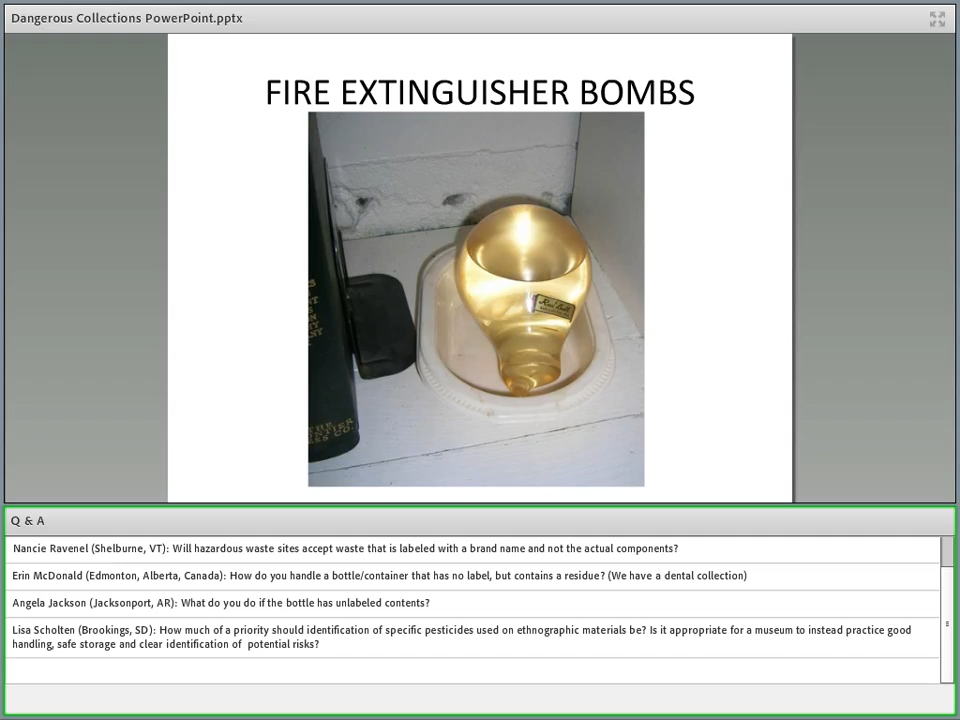 Dangerous Collections PowerPoint.pptx
FIRE EXTINGUISHER BOMBS
THE
Q & A
Nancie Ravenel (Shelburne, VT): Will hazardous waste sites accept waste that is labeled with a brand name and not the actual components?
Erin McDonald (Edmonton, Alberta, Canada): How do you handle a bottle/container that has no label, but contains a residue? (We have a dental collection)
Angela Jackson (Jacksonport, AR): What do you do if the bottle has unlabeled contents?
Lisa Scholten (Brookings, SD): How much of a priority should identification of specific pesticides used on ethnographic materials be? Is it appropriate for a museum to instead practice good
handling, safe storage and clear identification of potential risks?